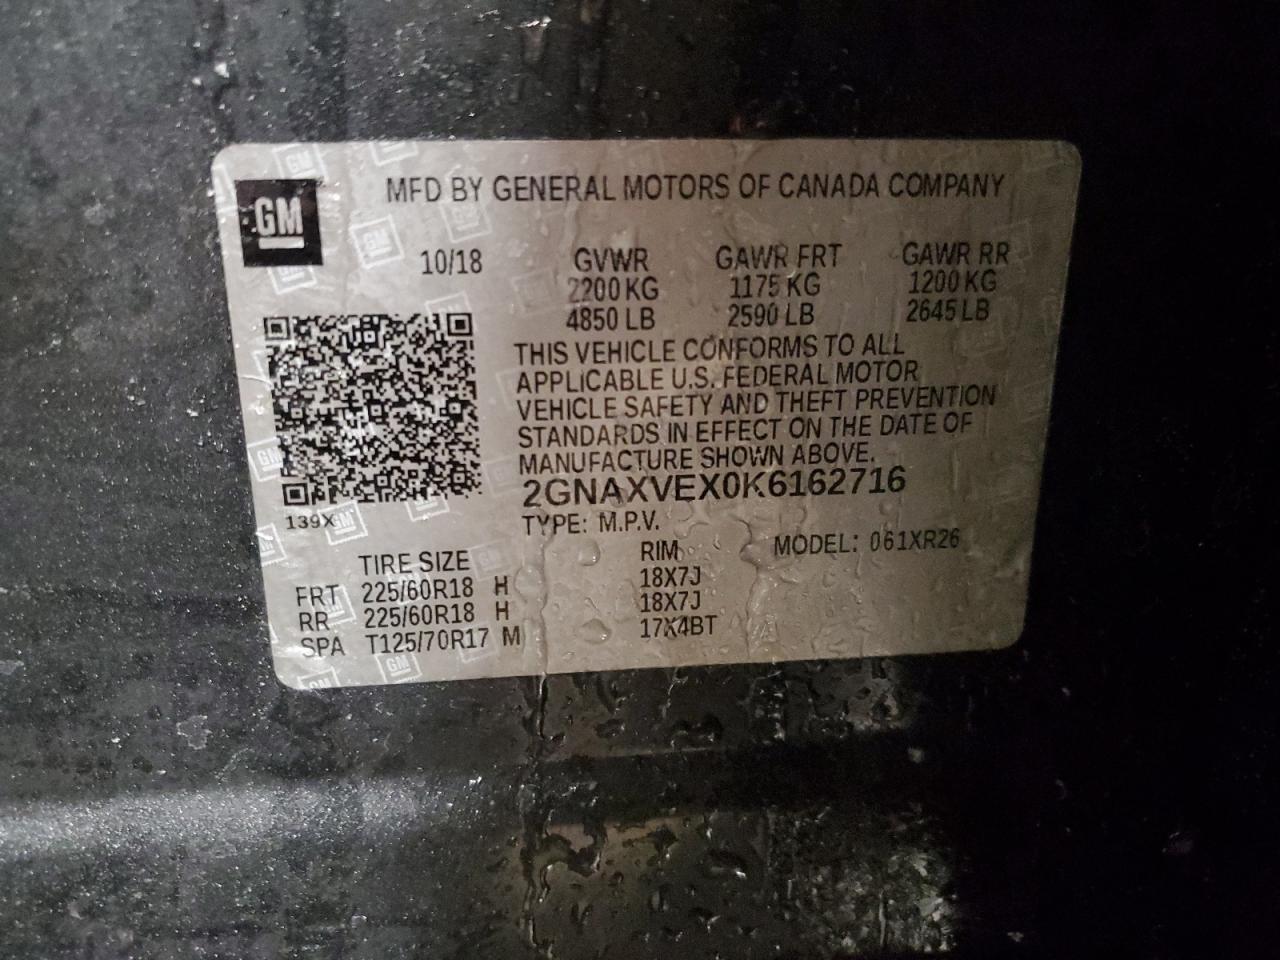 MFD BY GENERAL MOTORS OF CANADA COMPANY
GM
10/18 GVWR GAWR FRT GAWR RR
2200 KG 1175 KG 1200 KG
4850 LB 2590 LB 2645 LB
THIS VEHICLE CONFORMS TO ALL
APPLICABLE U.S. FEDERAL MOTOR
VEHICLE SAFETY AND THEFT PREVENTION
STANDARDS IN EFFECT ON THE DATE OF
MANUFACTURE SHOWN ABOVE.
2GNAXVEX0K6162716
139X
TYPE: M.P.V. MODEL: 061XR26
TIRE SIZE RIM
FRT 225/60R18 H 18X7J
RR 225/60R18 H 18X7J
SPA T125/70R17 M 17X4BT